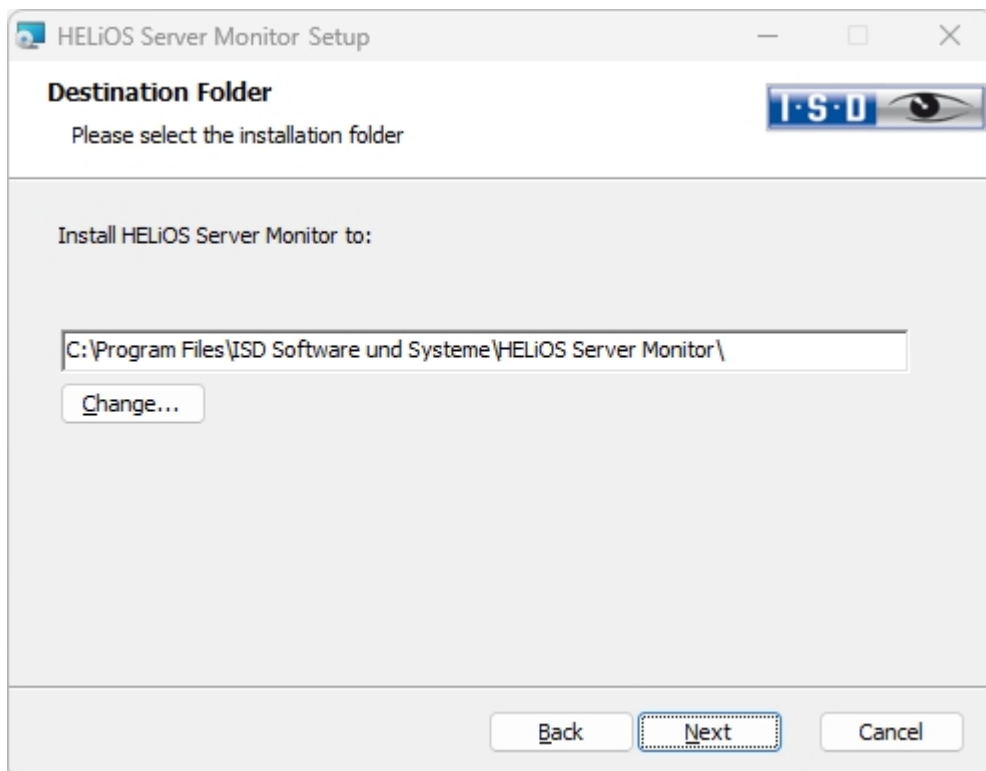 HELiOS Server Monitor Setup
Destination Folder
I·S·D
Please select the installation folder
Install HELiOS Server Monitor to:
C:\Program Files\ISD Software und Systeme\HELiOS Server Monitor\
Change...
Back
Next
Cancel